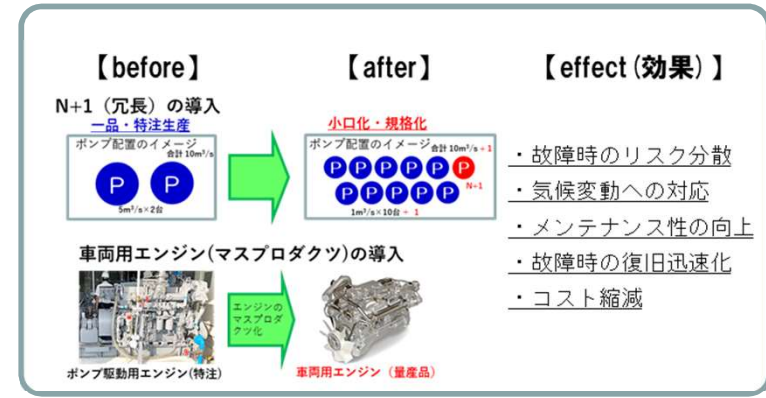 【before】
【after】
【effect(効果)】
N+1(冗長)の導入
一品・特注生産
ポンプ配置のイメージ
合計 10m³/s
P P
5m³/s×2台
小口化・規格化
ポンプ配置のイメージ
合計 10m³/s+1
P P P P P P
N+1
P P P P P
1m³/s×10台+1
車両用エンジン(マスプロダクツ)の導入
エンジンの
マスプロダ
クツ化
ポンプ駆動用エンジン(特注)
車両用エンジン(量産品)
・故障時のリスク分散
・気候変動への対応
・メンテナンス性の向上
・故障時の復旧迅速化
・コスト縮減